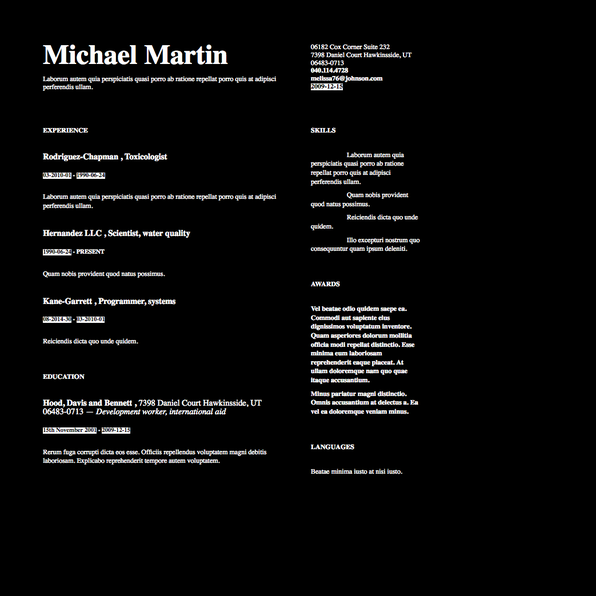 Michael Martin
Laborum autem quia perspiciatis quasi porro ab ratione repellat porro quis at adipisci
perferendis ullam.
EXPERIENCE
Rodriguez-Chapman , Toxicologist
03-2010-01 - 1990-06-24
Laborum autem quia perspiciatis quasi porro ab ratione repellat porro quis at adipisci
perferendis ullam.
Hernandez LLC , Scientist, water quality
1990-06-24 - PRESENT
Quam nobis provident quod natus possimus.
Kane-Garrett , Programmer, systems
- 03-2010-01
Reiciendis dicta quo unde quidem.
EDUCATION
Hood, Davis and Bennett , 7398 Daniel Court Hawkinsside, UT
06483-0713 — Development worker, international aid
15th November 2001 - 2009-12-15
Rerum fuga corrupti dicta eos esse. Officiis repellendus voluptatem magni debitis
laboriosam. Explicabo reprehenderit tempore autem voluptatem.
06182 Cox Corner Suite 232
7398 Daniel Court Hawkinsside, UT
06483-0713
040.114.4728
melissa76@johnson.com
2009-12-15
SKILLS
Laborum autem quia
perspiciatis quasi porro ab ratione
repellat porro quis at adipisci
perferendis ullam.
Quam nobis provident
quod natus possimus.
Reiciendis dicta quo unde
quidem.
Illo excepturi nostrum quo
consequuntur quam ipsum deleniti.
AWARDS
Vel beatae odio quidem saepe ea.
Commodi aut sapiente eius
dignissimos voluptatum inventore.
Quam asperiores dolorum mollitia
officia modi repellat distinctio. Esse
minima eum laboriosam
reprehenderit eaque placeat. At
ullam doloremque nam quo quae
itaque accusantium.
Minus pariatur magni distinctio.
Omnis accusantium at delectus a. Ea
vel ea doloremque veniam minus.
LANGUAGES
Beatae minima iusto at nisi iusto.